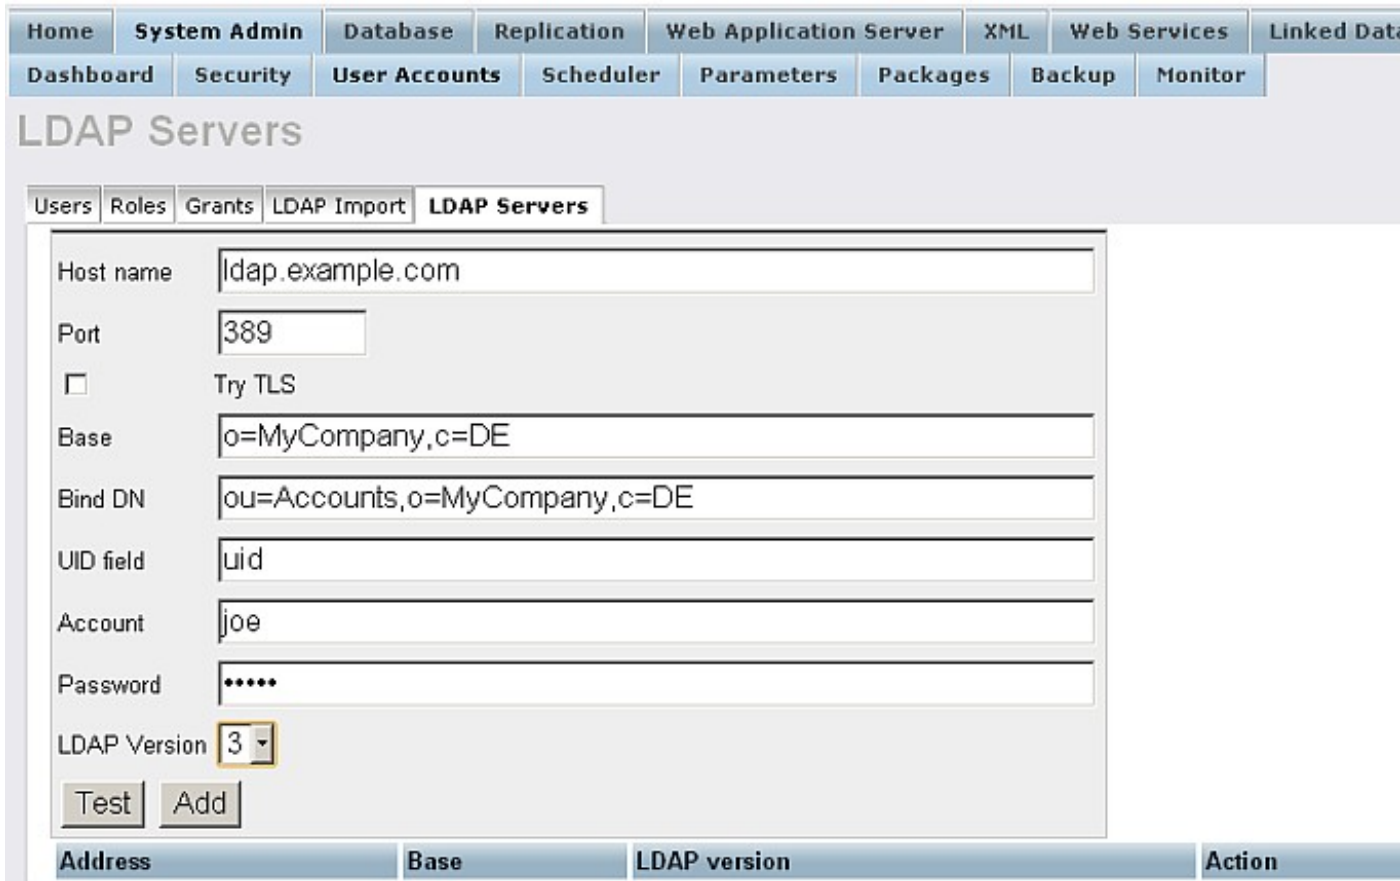 Home System Admin Database Replication Web Application Server XML Web Services Linked Data
Dashboard Security User Accounts Scheduler Parameters Packages Backup Monitor
LDAP Servers
Users Roles Grants LDAP Import LDAP Servers
Host name ldap.example.com
Port 389
Try TLS
Base o=MyCompany,c=DE
Bind DN ou=Accounts,o=MyCompany,c=DE
UID field uid
Account joe
Password •••••
LDAP Version 3
Test Add
Address Base LDAP version Action